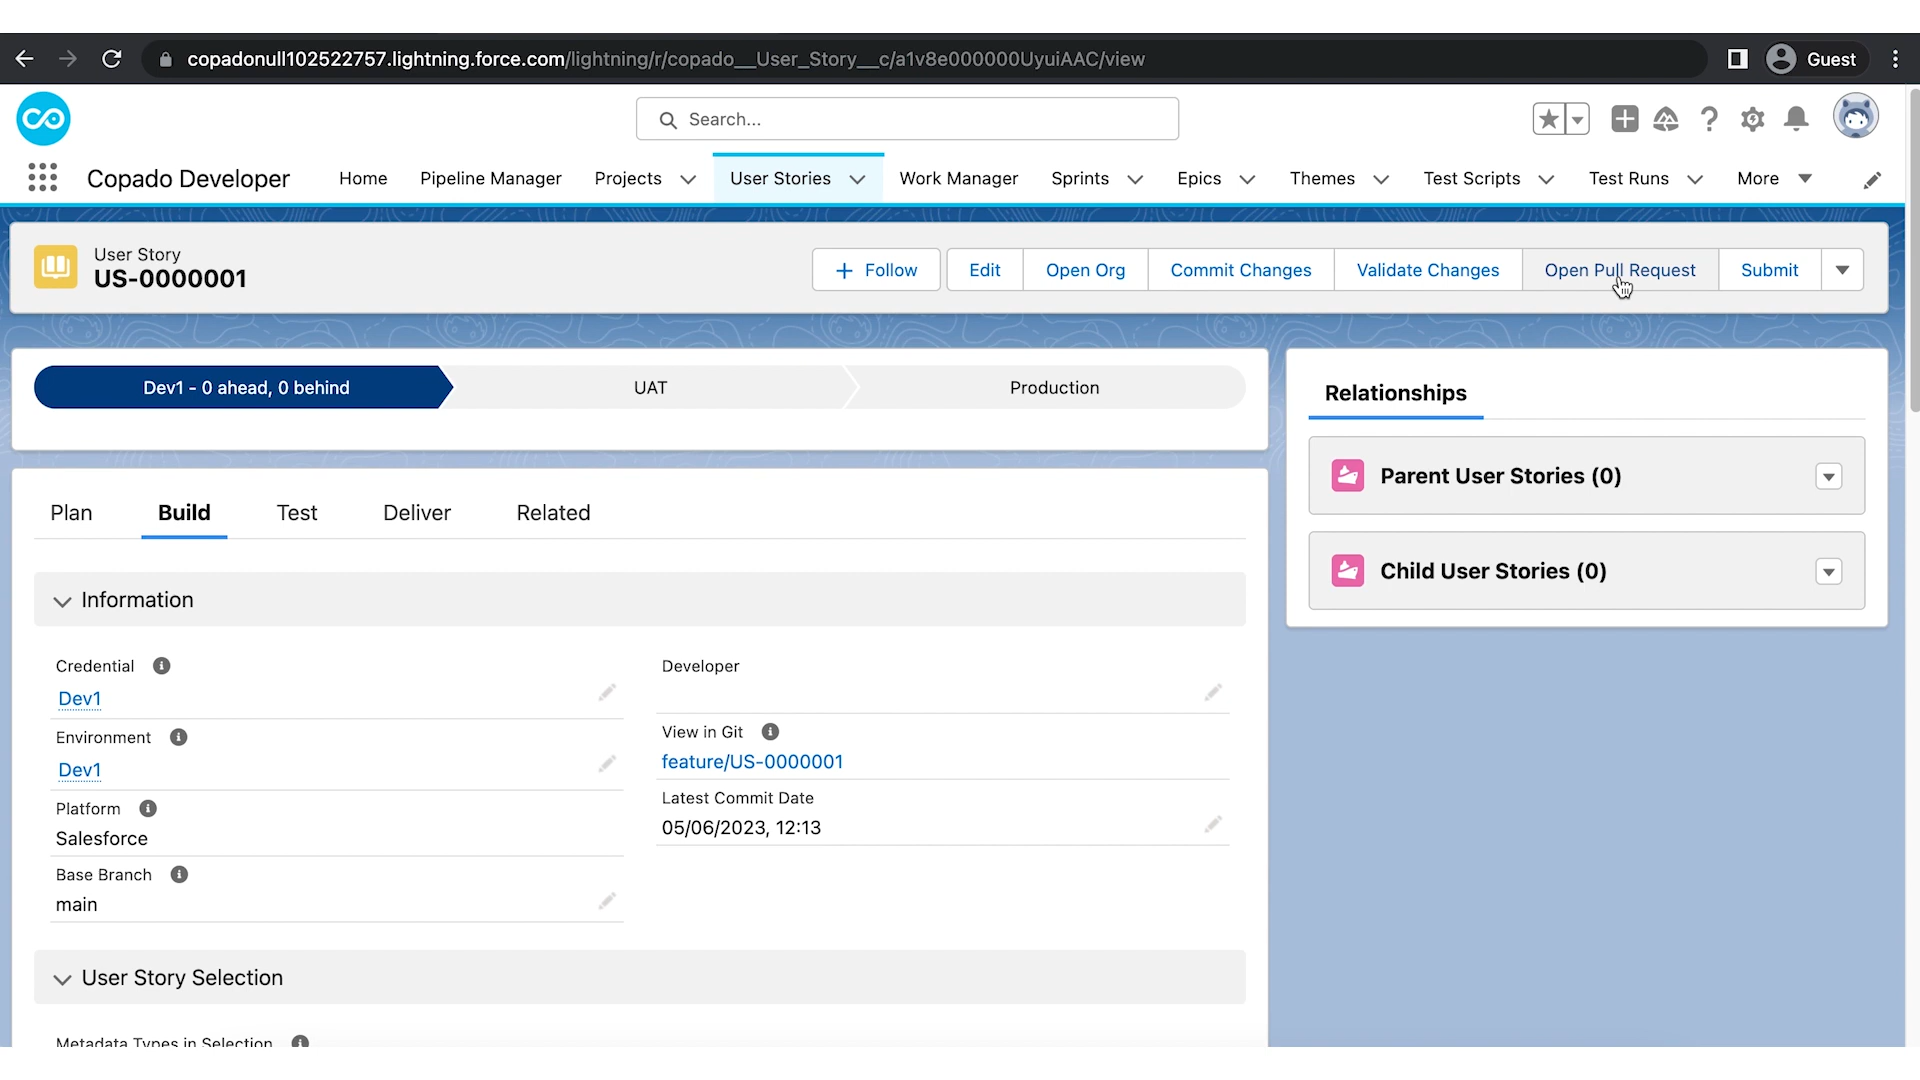 copadonull102522757.lightning.force.com/lightning/r/copado__User_Story__c/a1v8e000000UyuiAAC/view
Guest
Search...
Copado Developer
Home
Pipeline Manager
Projects
User Stories
Work Manager
Sprints
Epics
Themes
Test Scripts
Test Runs
More
User Story
US-0000001
Follow
Edit
Open Org
Commit Changes
Validate Changes
Open Pull Request
Submit
Dev1 - 0 ahead, 0 behind
UAT
Production
Relationships
Parent User Stories (0)
Child User Stories (0)
Plan
Build
Test
Deliver
Related
Information
Credential
Dev1
Developer
Environment
Dev1
View in Git
feature/US-0000001
Platform
Salesforce
Latest Commit Date
05/06/2023, 12:13
Base Branch
main
User Story Selection
Metadata Types in Selection